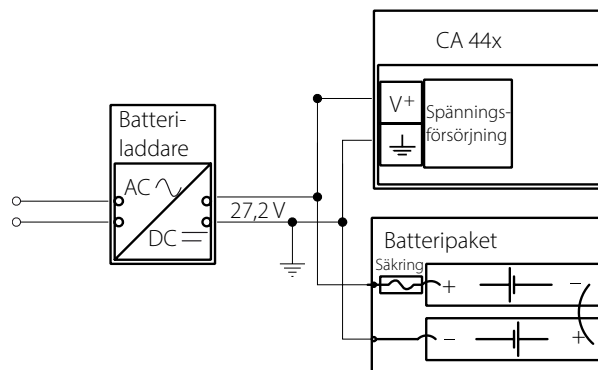 CA 44x
V+
Spännings-
försörjning
Batteri-
laddare
AC
DC
27,2 V
Batteripaket
Säkring
+
−
−
+